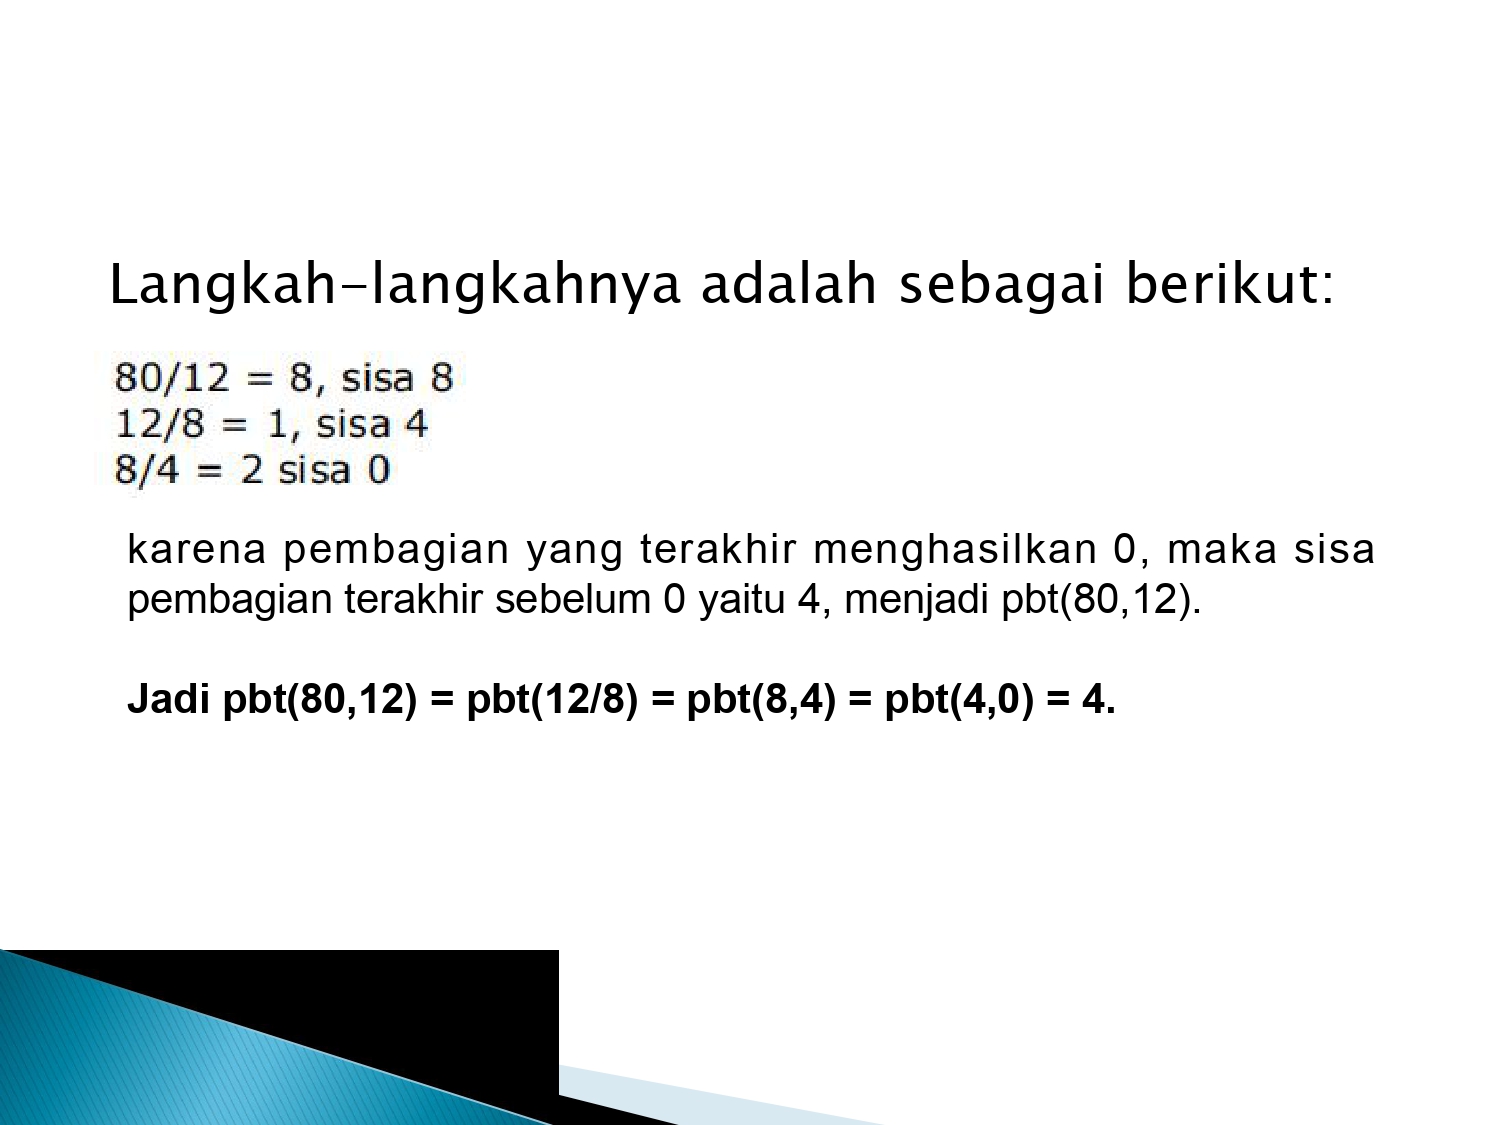 Langkah-langkahnya adalah sebagai berikut:
80/12 = 8, sisa 8
12/8 = 1, sisa 4
8/4 = 2 sisa 0
karena pembagian yang terakhir menghasilkan 0, maka sisa
pembagian terakhir sebelum 0 yaitu 4, menjadi pbt(80,12).
Jadi pbt(80,12) = pbt(12/8) = pbt(8,4) = pbt(4,0) = 4.